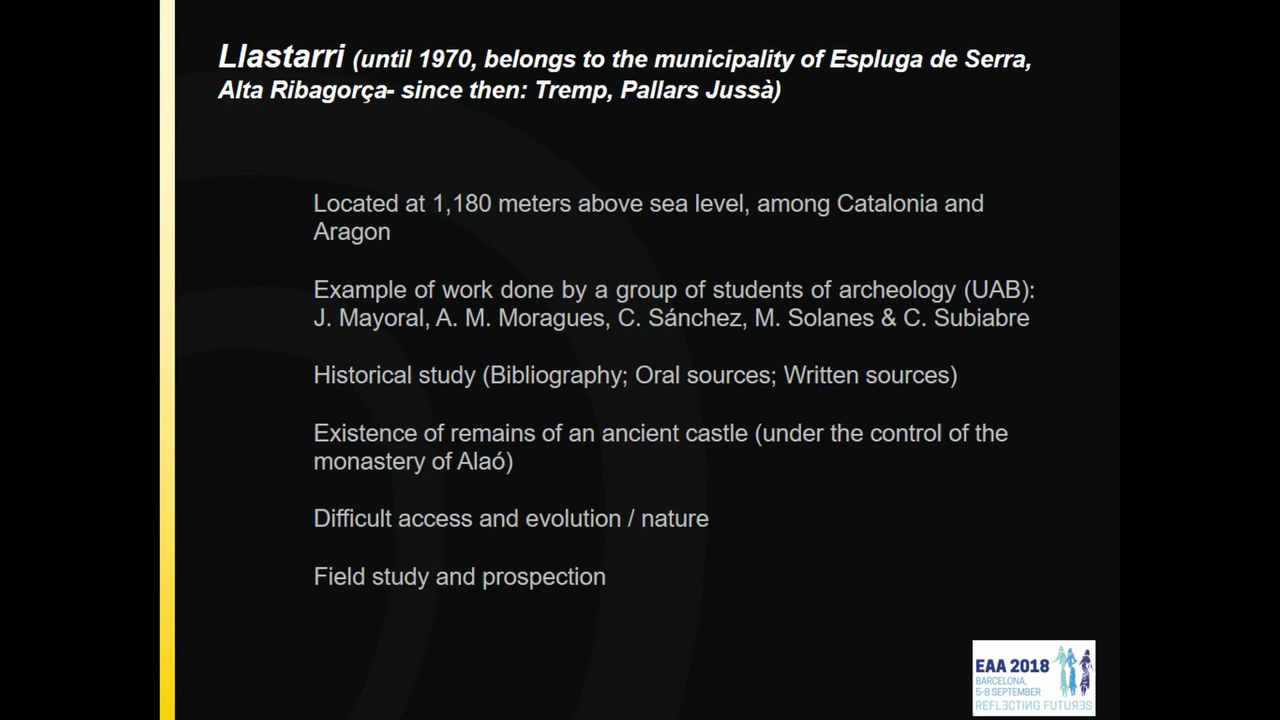 Llastarri (until 1970, belongs to the municipality of Espluga de Serra,
Alta Ribagorça- since then: Tremp, Pallars Jussà)
Located at 1,180 meters above sea level, among Catalonia and
Aragon
Example of work done by a group of students of archeology (UAB):
J. Mayoral, A. M. Moragues, C. Sánchez, M. Solanes & C. Subiabre
Historical study (Bibliography; Oral sources; Written sources)
Existence of remains of an ancient castle (under the control of the
monastery of Alaó)
Difficult access and evolution / nature
Field study and prospection
EAA 2018
BARCELONA,
5-8 SEPTEMBER
REFLECTING FUTURES